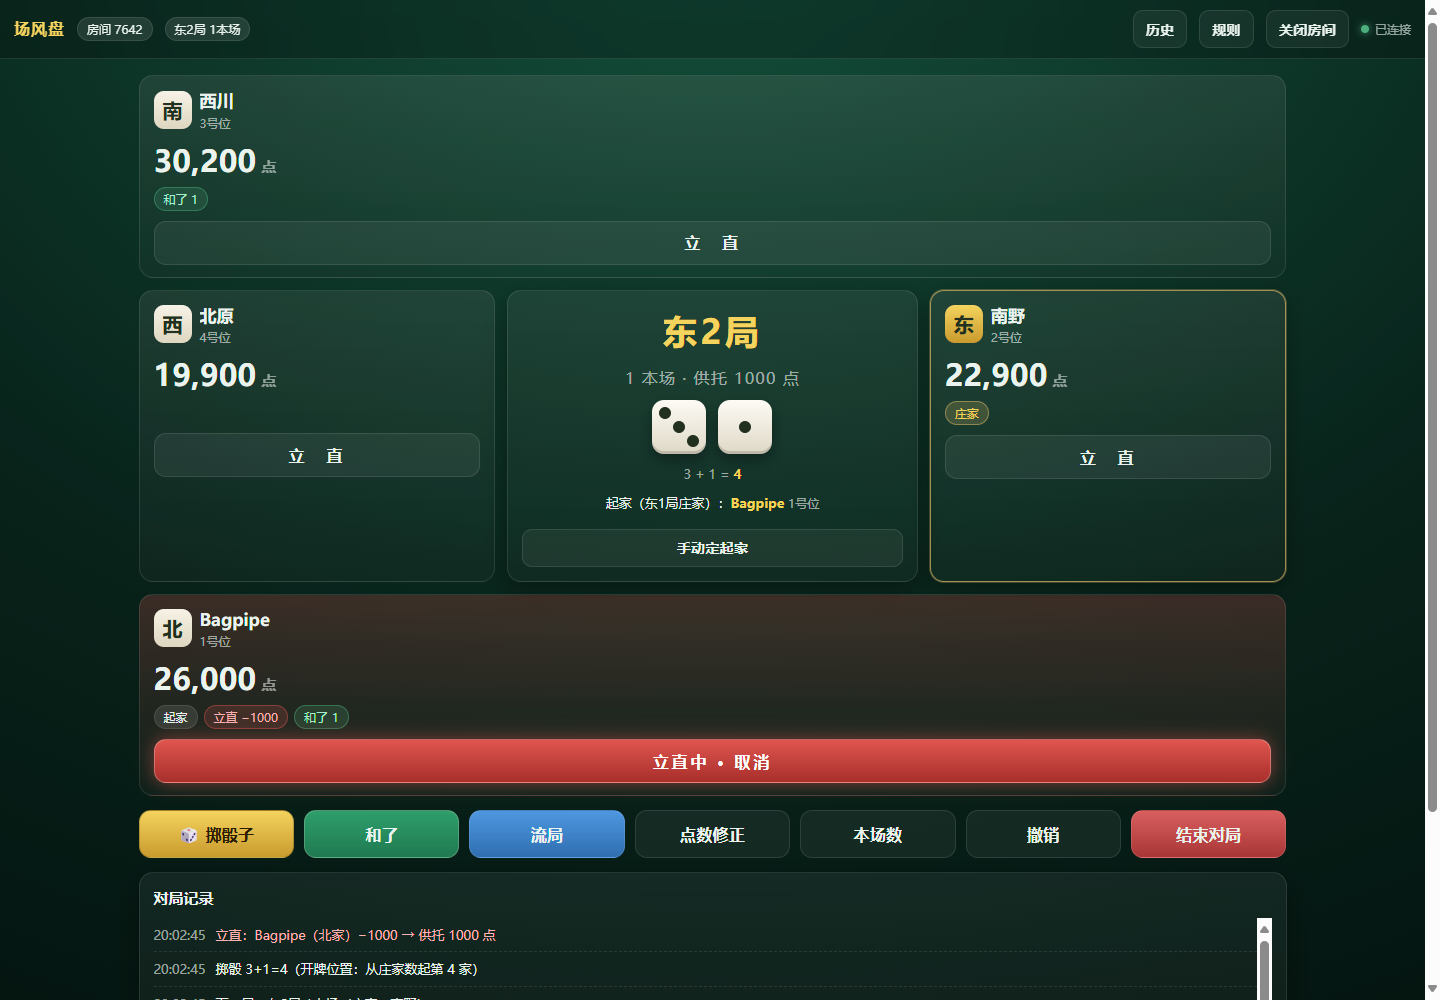 场风盘 房间 7642 东2局 1本场 历史 规则 关闭房间 已连接
南 西川
3号位
30,200 点
和了 1
立 直
西 北原
4号位
19,900 点
立 直
东2局
1 本场 · 供托 1000 点
3 + 1 = 4
起家（东1局庄家）：Bagpipe 1号位
手动定起家
东 南野
2号位
22,900 点
庄家
立 直
北 Bagpipe
1号位
26,000 点
起家 立直 −1000 和了 1
立直中 • 取消
掷骰子 和了 流局 点数修正 本场数 撤销 结束对局
对局记录
20:02:45 立直：Bagpipe（北家）−1000 → 供托 1000 点
20:02:45 掷骰 3+1=4（开牌位置：从庄家数起第 4 家）